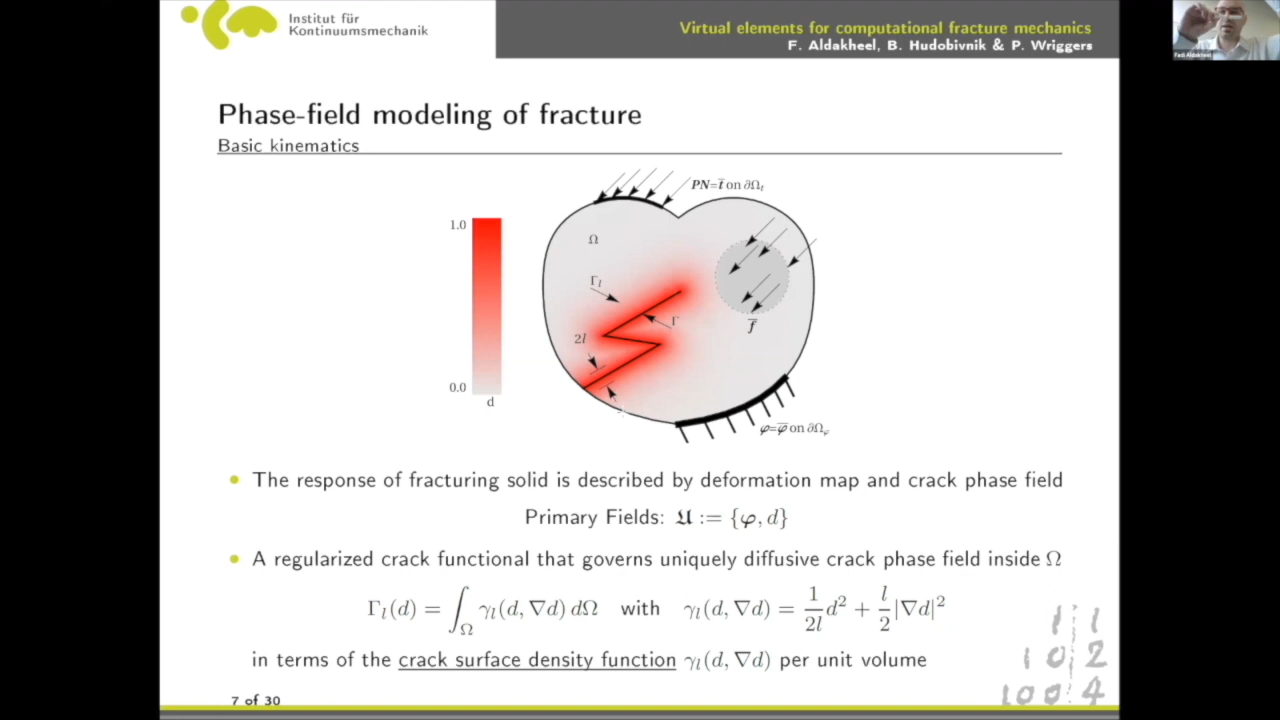 Institut für
Kontinuumsmechanik
Virtual elements for computational fracture mechanics
F. Aldakheel, B. Hudobivnik & P. Wriggers
Fadi Aldakheel
Phase-field modeling of fracture
Basic kinematics
PN=t̅ on ∂Ωₜ
1.0
Ω
Γₗ
Γ
f̅
2l
0.0
d
φ=φ̅ on ∂Ωᵩ
• The response of fracturing solid is described by deformation map and crack phase field
Primary Fields: 𝔘 := {φ, d}
• A regularized crack functional that governs uniquely diffusive crack phase field inside Ω
Γₗ(d) = ∫_Ω γₗ(d, ∇d) dΩ with γₗ(d, ∇d) = 1/2l d² + l/2 |∇d|²
in terms of the crack surface density function γₗ(d, ∇d) per unit volume
1 1
10 2
100 4
7 of 30